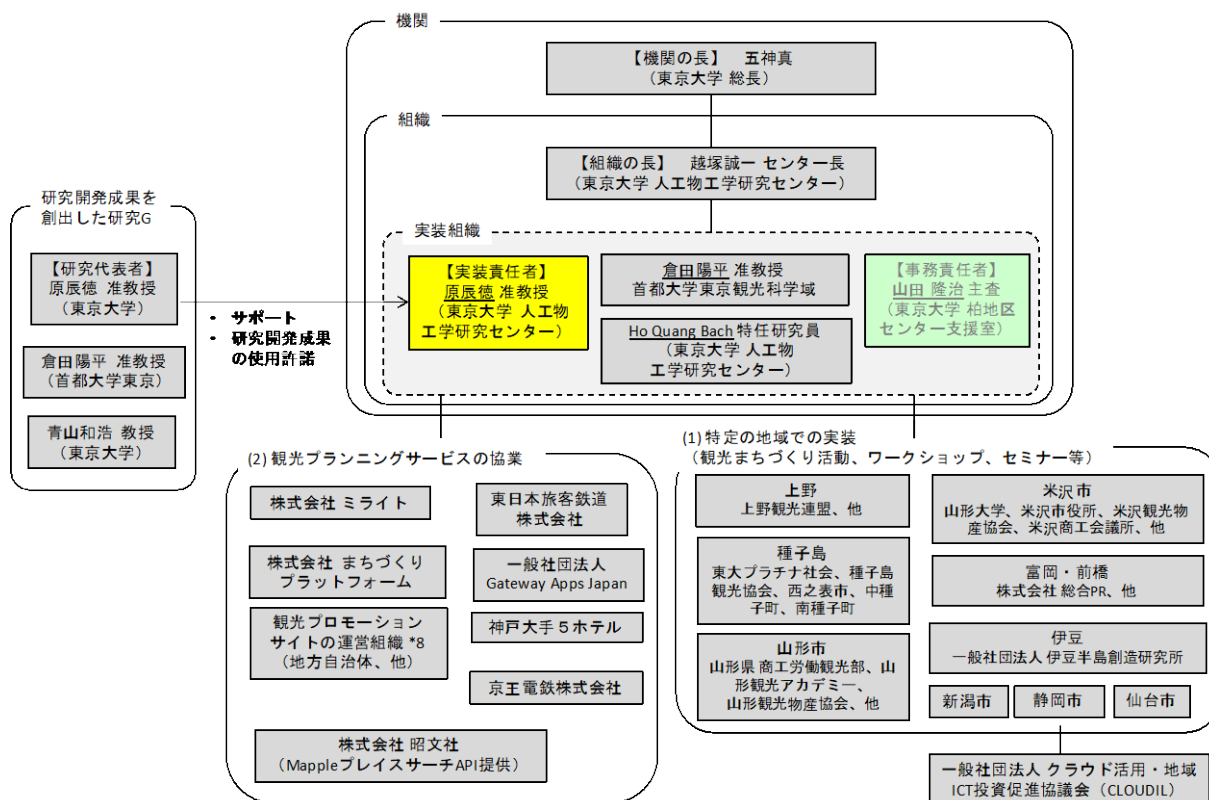 機関
【機関の長】　五神真
（東京大学 総長）
組織
【組織の長】　越塚誠一 センター長
（東京大学 人工物工学研究センター）
研究開発成果を
創出した研究G
【研究代表者】
原辰徳 准教授
（東京大学）
倉田陽平 准教授
（首都大学東京）
青山和浩 教授
（東京大学）
• サポート
• 研究開発成果
の使用許諾
実装組織
【実装責任者】
原辰徳 准教授
（東京大学 人工物
工学研究センター）
倉田陽平 准教授
首都大学東京観光科学域
Ho Quang Bach 特任研究員
（東京大学 人工物
工学研究センター）
【事務責任者】
山田 隆治 主査
（東京大学 柏地区
センター支援室）
(2) 観光プランニングサービスの協業
株式会社 ミライト
東日本旅客鉄道
株式会社
株式会社 まちづくり
プラットフォーム
一般社団法人
Gateway Apps Japan
観光プロモーション
サイトの運営組織 *8
（地方自治体、他）
神戸大手５ホテル
京王電鉄株式会社
株式会社 昭文社
（MappleプレイスサーチAPI提供）
(1) 特定の地域での実装
（観光まちづくり活動、ワークショップ、セミナー等）
上野
上野観光連盟、他
米沢市
山形大学、米沢市役所、米沢観光物
産協会、米沢商工会議所、他
種子島
東大プラチナ社会、種子島
観光協会、西之表市、中種
子町、南種子町
富岡・前橋
株式会社 総合PR、他
山形市
山形県 商工労働観光部、山
形観光アカデミー、
山形観光物産協会、他
伊豆
一般社団法人 伊豆半島創造研究所
新潟市
静岡市
仙台市
一般社団法人 クラウド活用・地域
ICT投資促進協議会（CLOUDIL）